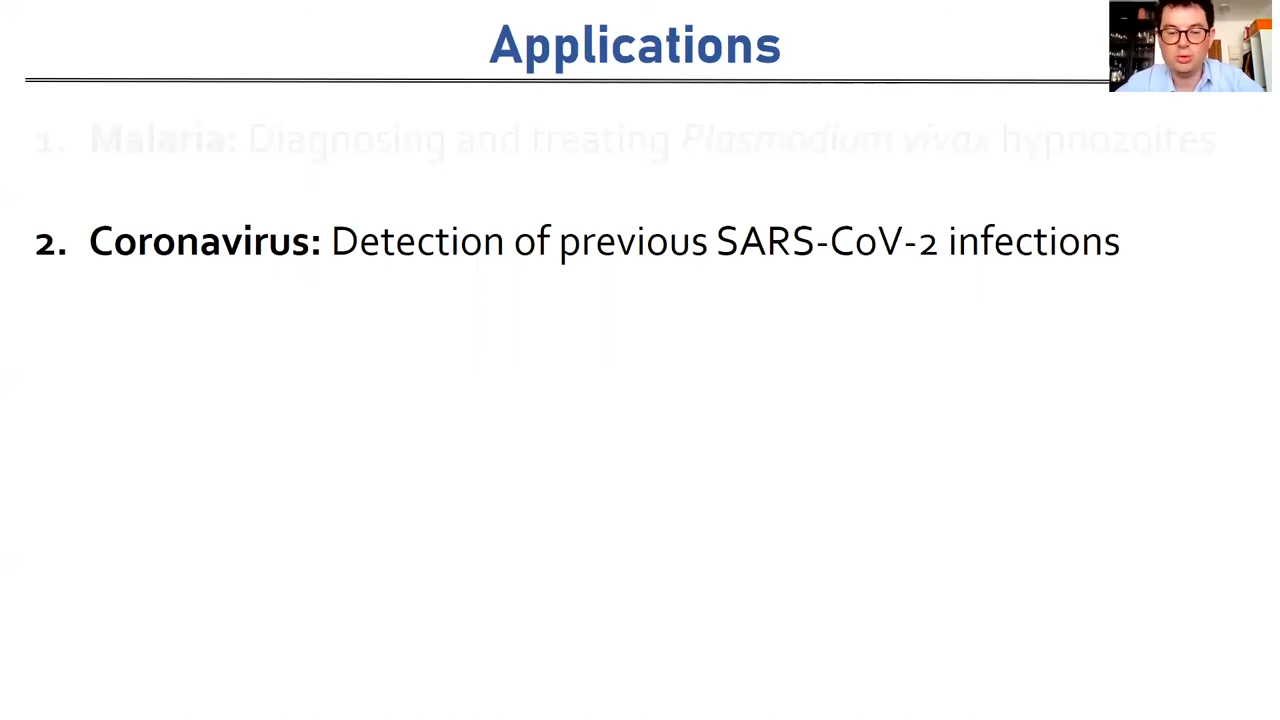 Applications
1. Malaria: Diagnosing and treating Plasmodium vivax hypnozoites
2. Coronavirus: Detection of previous SARS-CoV-2 infections